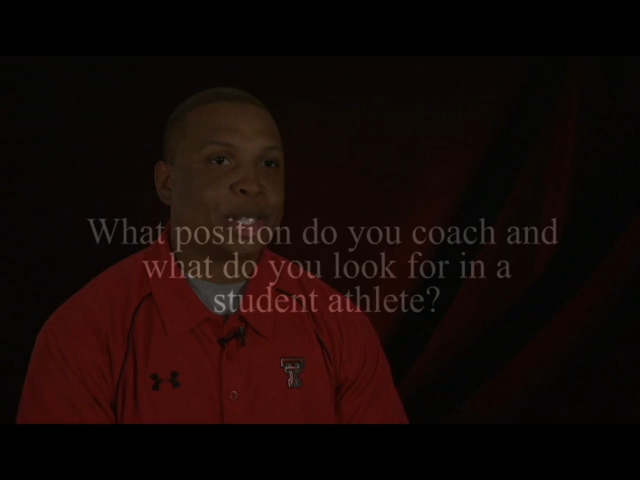 What position do you coach and
what do you look for in a
student athlete?